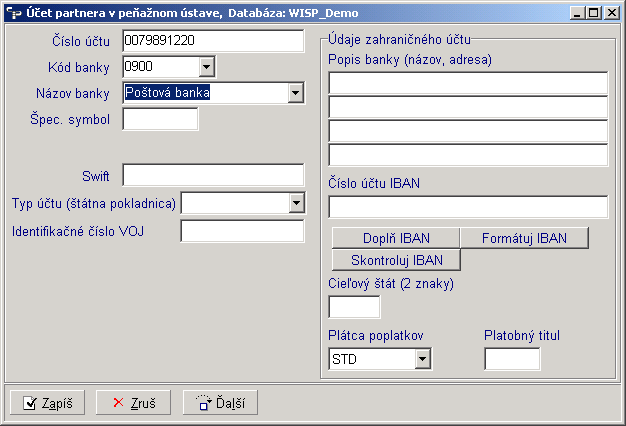 Účet partnera v peňažnom ústave, Databáza: WISP_Demo
Číslo účtu 0079891220
Kód banky 0900
Názov banky Poštová banka
Špec. symbol
Swift
Typ účtu (štátna pokladnica)
Identifikačné číslo VOJ
Údaje zahraničného účtu
Popis banky (názov, adresa)
Číslo účtu IBAN
Doplň IBAN Formátuj IBAN
Skontroluj IBAN
Cieľový štát (2 znaky)
Plátca poplatkov Platobný titul
STD
Zapíš Zruš Ďalší